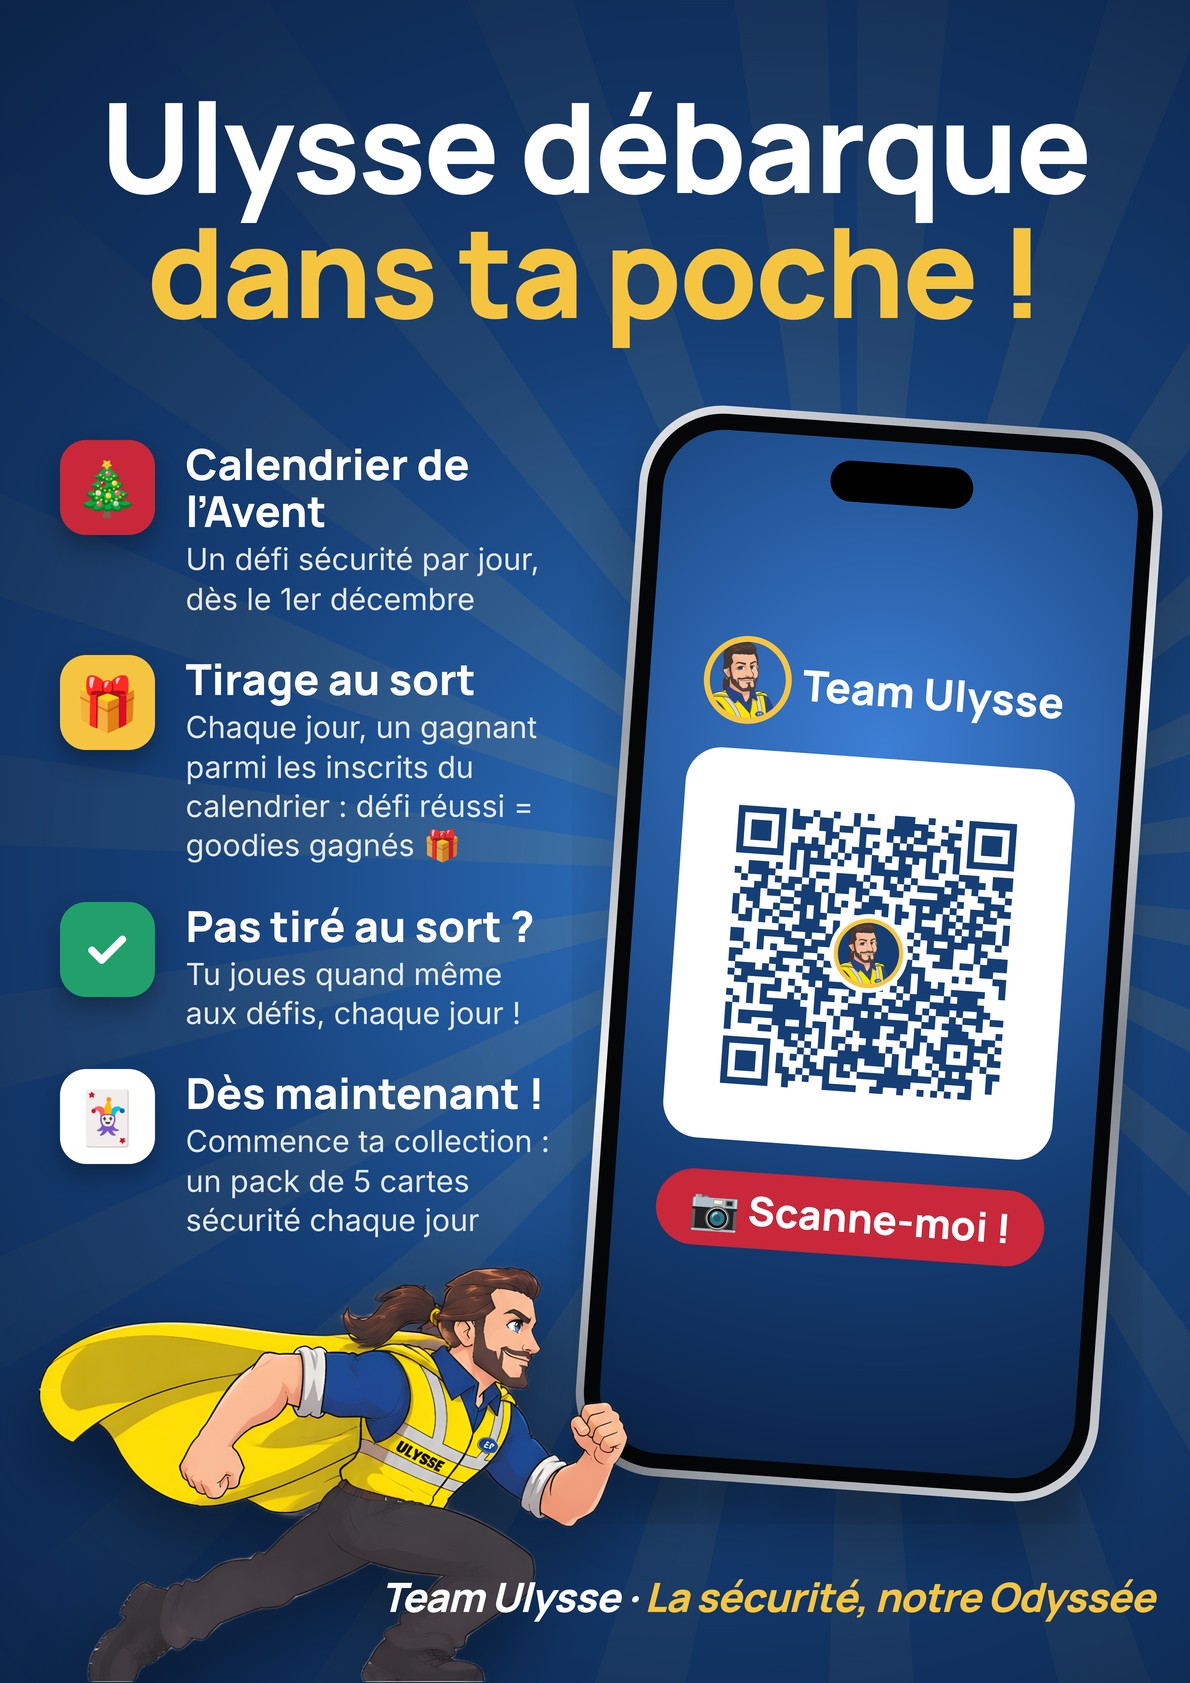 Ulysse débarque
dans ta poche !
Calendrier de
l’Avent
Un défi sécurité par jour,
dès le 1er décembre
Tirage au sort
Chaque jour, un gagnant
parmi les inscrits du
calendrier : défi réussi =
goodies gagnés 🎁
Pas tiré au sort ?
Tu joues quand même
aux défis, chaque jour !
Dès maintenant !
Commence ta collection :
un pack de 5 cartes
sécurité chaque jour
Team Ulysse
📷 Scanne-moi !
ULYSSE
Team Ulysse · La sécurité, notre Odyssée